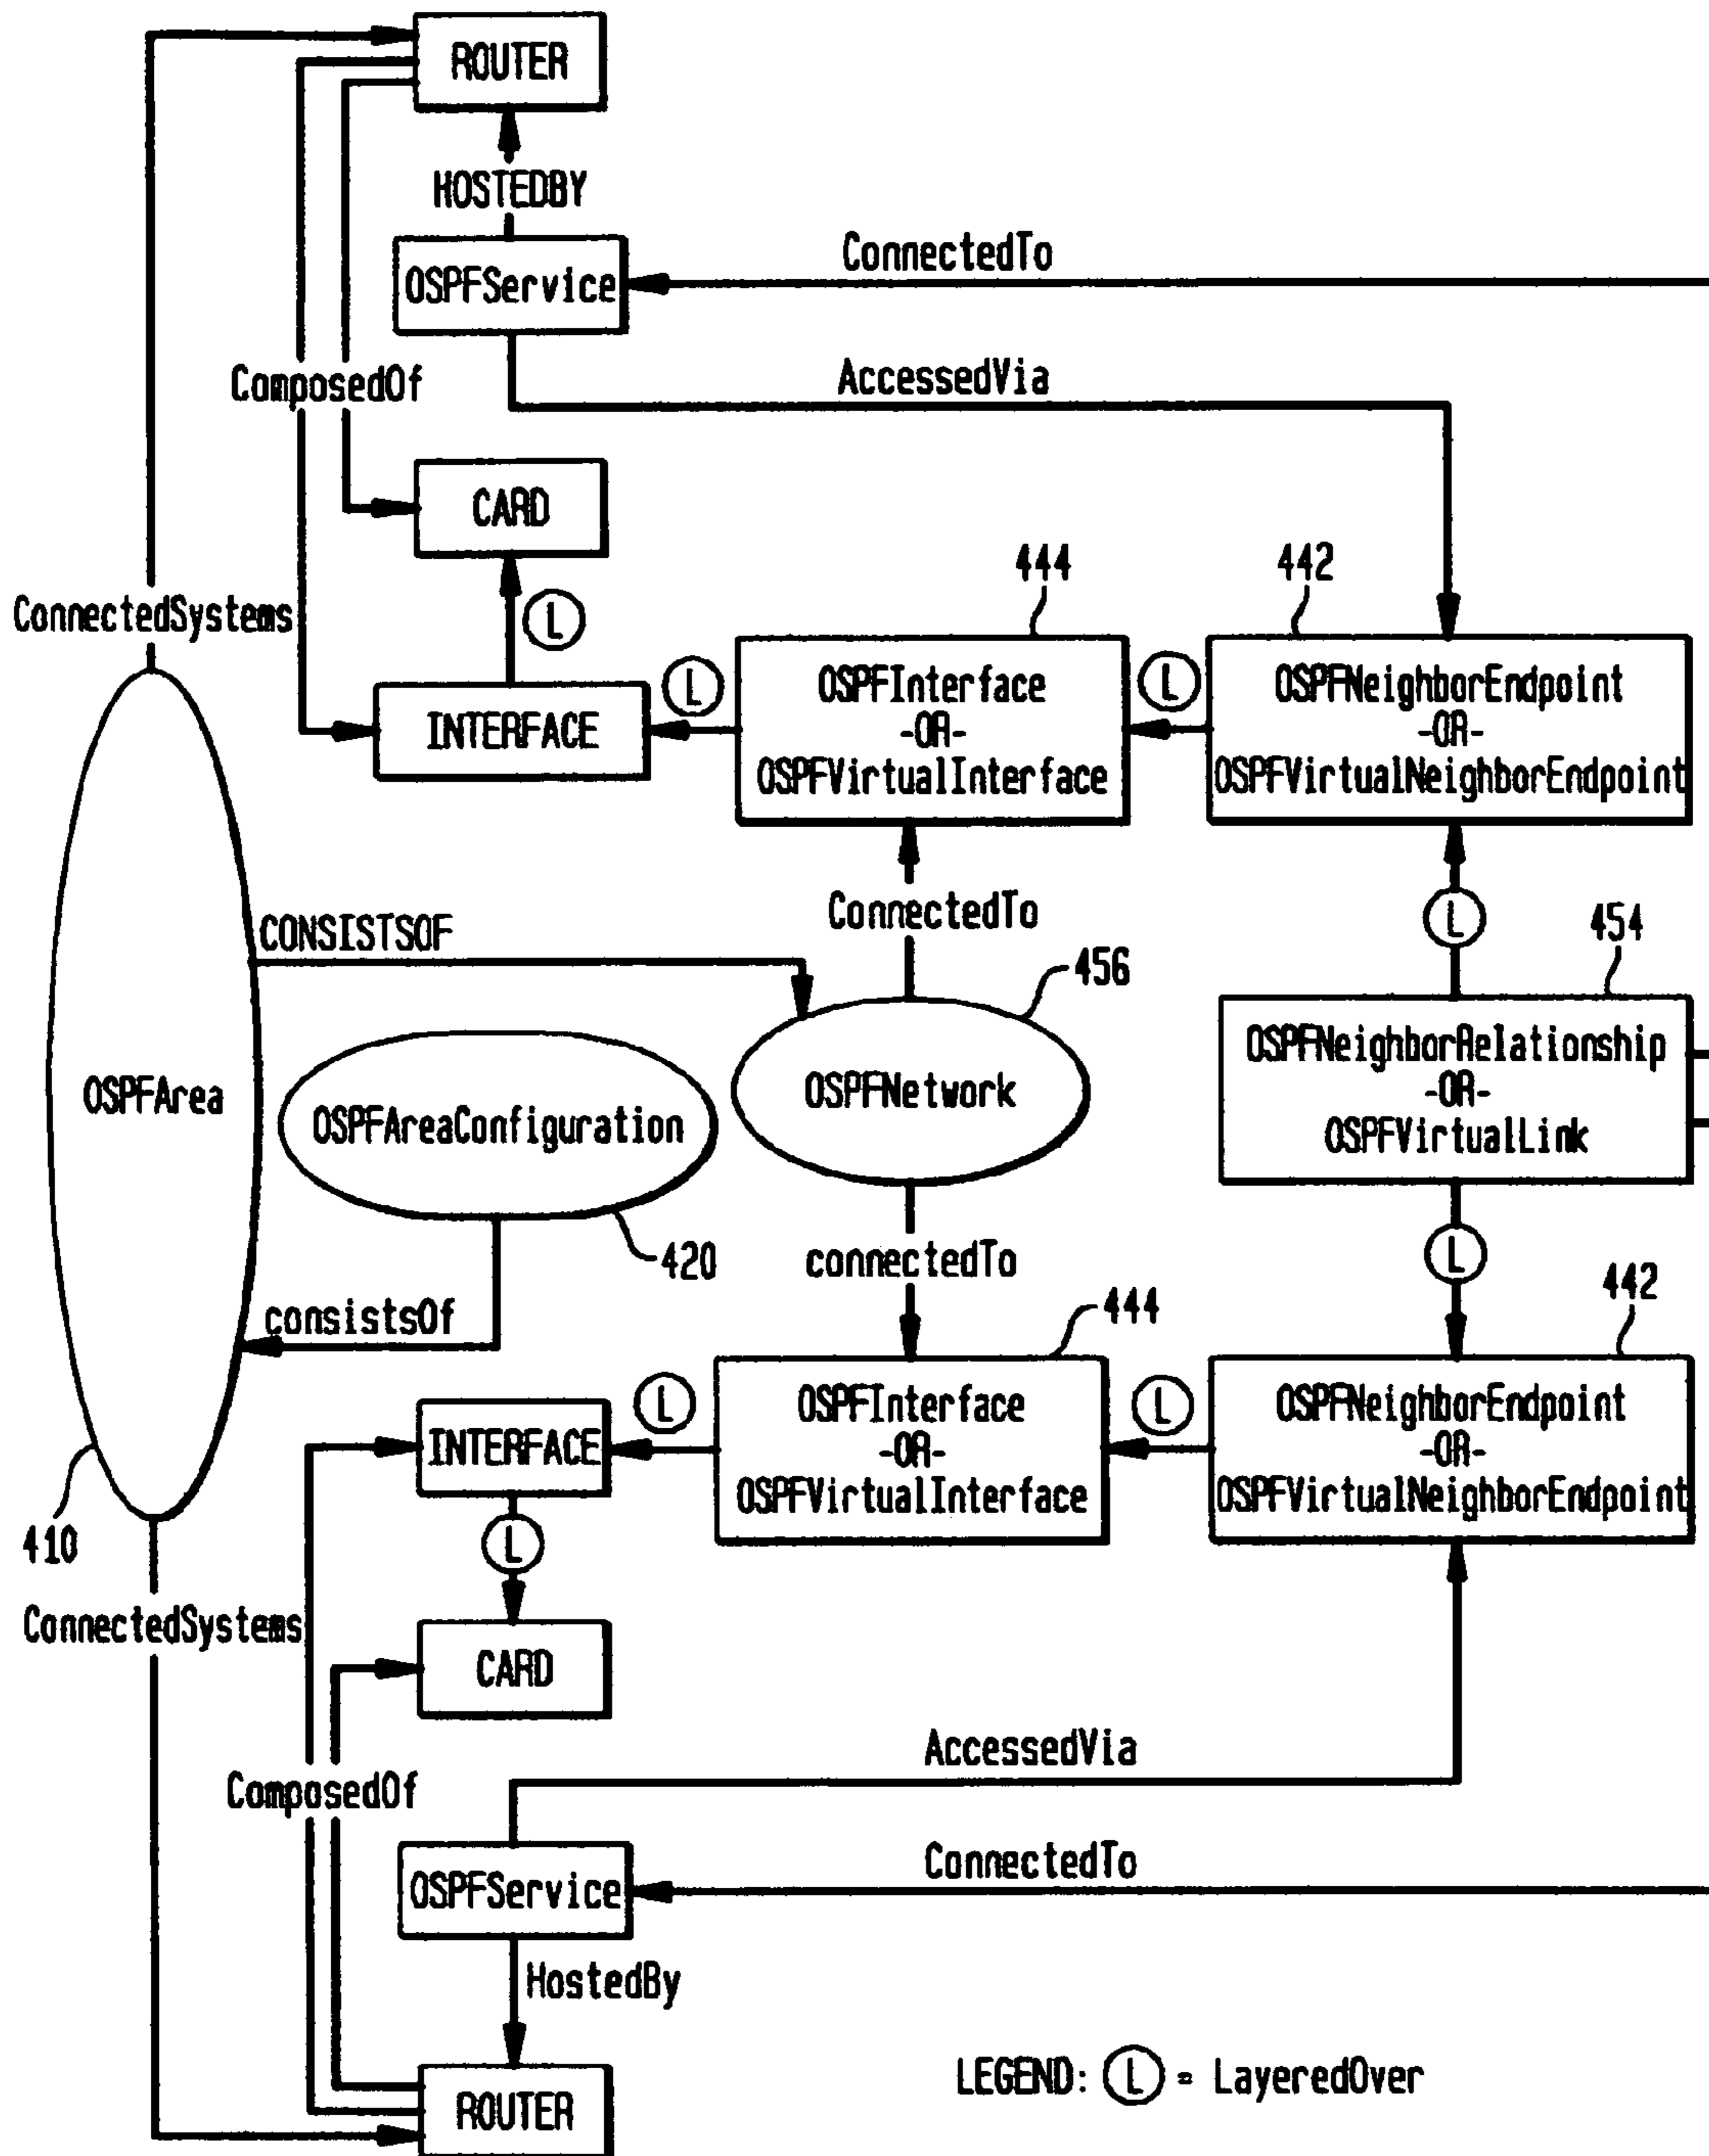 ROUTER
HOSTEDBY
ConnectedTo
OSPFService
AccessedVia
ComposedOf
CARD
444
442
ConnectedSystems
L
OSPFInterface
-OR-
OSPFVirtualInterface
OSPFNeighborEndpoint
-OR-
OSPFVirtualNeighborEndpoint
L
L
INTERFACE
ConnectedTo
L
454
CONSISTSOF
456
OSPFArea
OSPFAreaConfiguration
OSPFNetwork
OSPFNeighborRelationship
-OR-
OSPFVirtualLink
420
connectedTo
L
442
consistsOf
444
INTERFACE
L
OSPFInterface
-OR-
OSPFVirtualInterface
L
OSPFNeighborEndpoint
-OR-
OSPFVirtualNeighborEndpoint
410
L
ConnectedSystems
CARD
AccessedVia
ComposedOf
ConnectedTo
OSPFService
HostedBy
ROUTER
LEGEND: L = LayeredOver